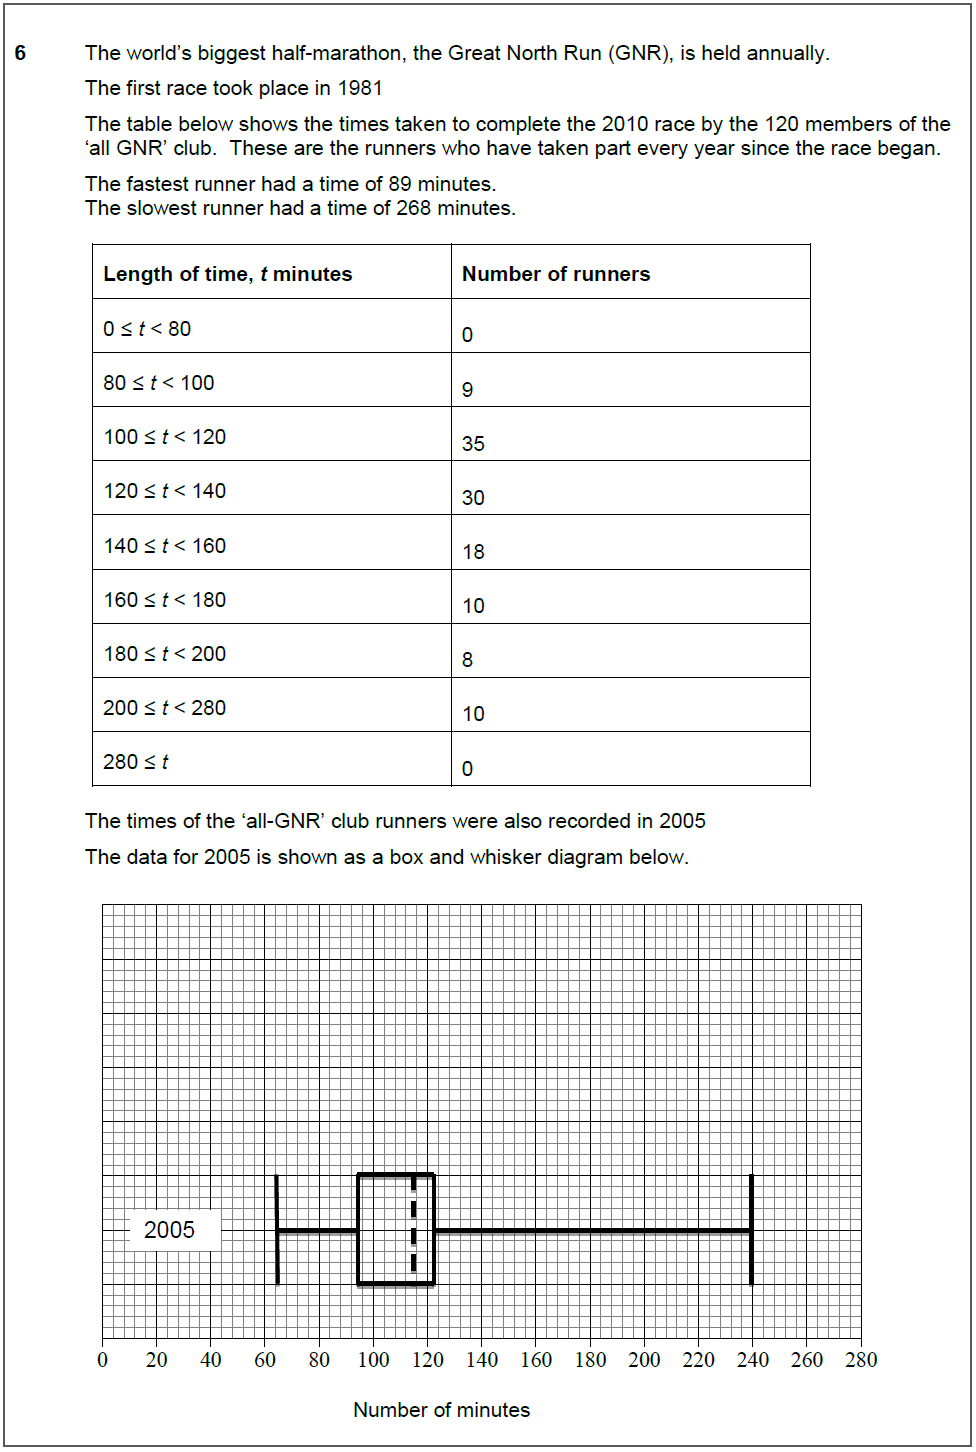 6 The world's biggest half-marathon, the Great North Run (GNR), is held annually.
The first race took place in 1981
The table below shows the times taken to complete the 2010 race by the 120 members of the
'all GNR' club. These are the runners who have taken part every year since the race began.
The fastest runner had a time of 89 minutes.
The slowest runner had a time of 268 minutes.
Length of time, t minutes Number of runners
0 ≤ t < 80 0
80 ≤ t < 100 9
100 ≤ t < 120 35
120 ≤ t < 140 30
140 ≤ t < 160 18
160 ≤ t < 180 10
180 ≤ t < 200 8
200 ≤ t < 280 10
280 ≤ t 0
The times of the 'all-GNR' club runners were also recorded in 2005
The data for 2005 is shown as a box and whisker diagram below.
2005
0 20 40 60 80 100 120 140 160 180 200 220 240 260 280
Number of minutes